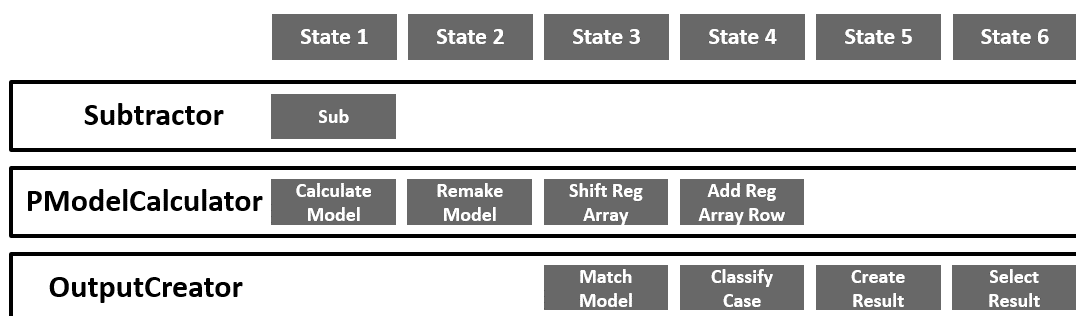 State 1 State 2 State 3 State 4 State 5 State 6
Subtractor Sub
PModelCalculator
Calculate
Model
Remake
Model
Shift Reg
Array
Add Reg
Array Row
OutputCreator
Match
Model
Classify
Case
Create
Result
Select
Result